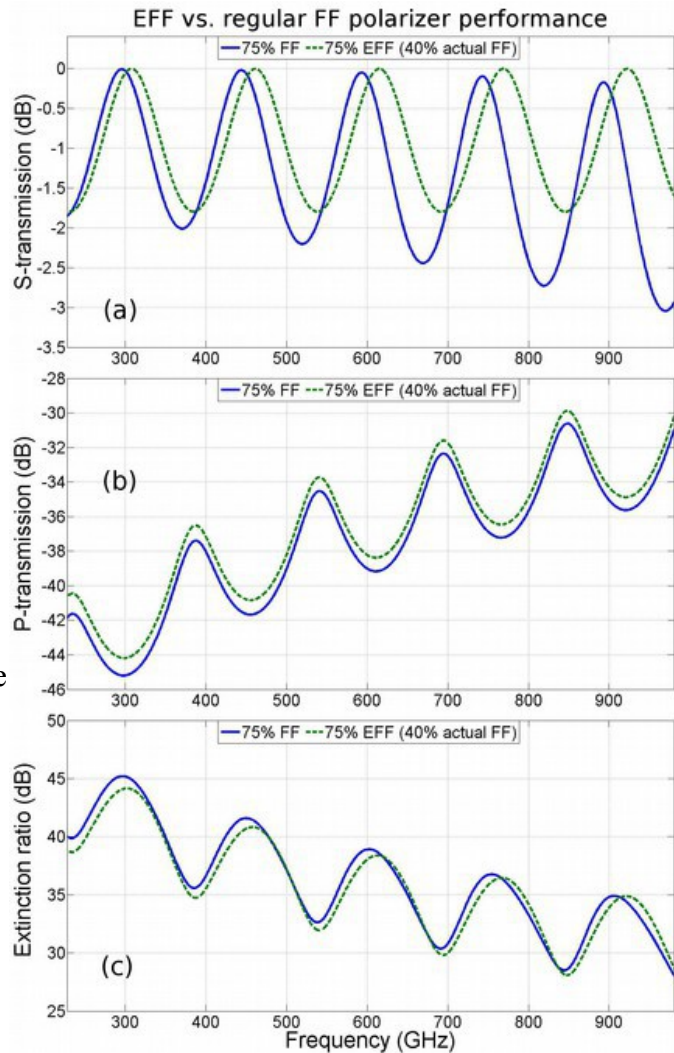 EFF vs. regular FF polarizer performance
75% FF 75% EFF (40% actual FF)
S-transmission (dB)
0
-0.5
-1
-1.5
-2
-2.5
-3
-3.5
(a)
300 400 500 600 700 800 900
75% FF 75% EFF (40% actual FF)
P-transmission (dB)
-28
-30
-32
-34
-36
-38
-40
-42
-44
-46
(b)
300 400 500 600 700 800 900
e
75% FF 75% EFF (40% actual FF)
Extinction ratio (dB)
50
45
40
35
30
25
(c)
300 400 500 600 700 800 900
Frequency (GHz)